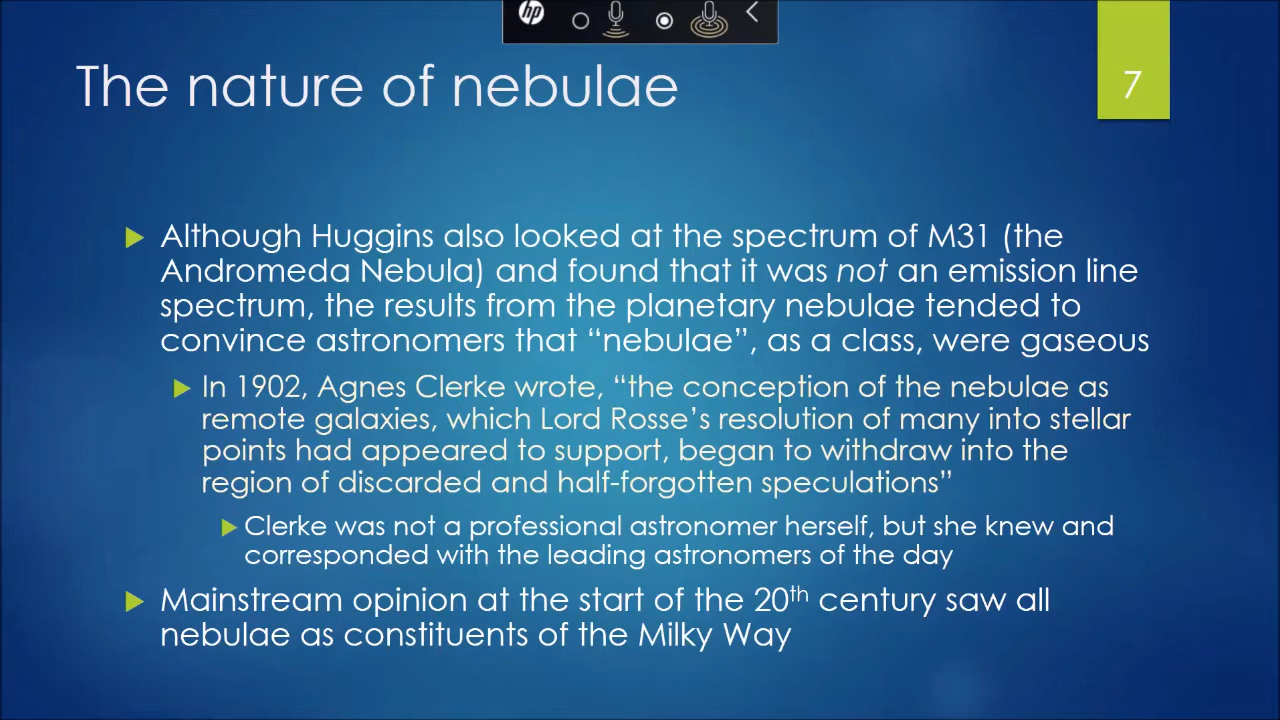 hp
The nature of nebulae
7
Although Huggins also looked at the spectrum of M31 (the
Andromeda Nebula) and found that it was not an emission line
spectrum, the results from the planetary nebulae tended to
convince astronomers that “nebulae”, as a class, were gaseous
In 1902, Agnes Clerke wrote, “the conception of the nebulae as
remote galaxies, which Lord Rosse’s resolution of many into stellar
points had appeared to support, began to withdraw into the
region of discarded and half-forgotten speculations”
Clerke was not a professional astronomer herself, but she knew and
corresponded with the leading astronomers of the day
Mainstream opinion at the start of the 20th century saw all
nebulae as constituents of the Milky Way